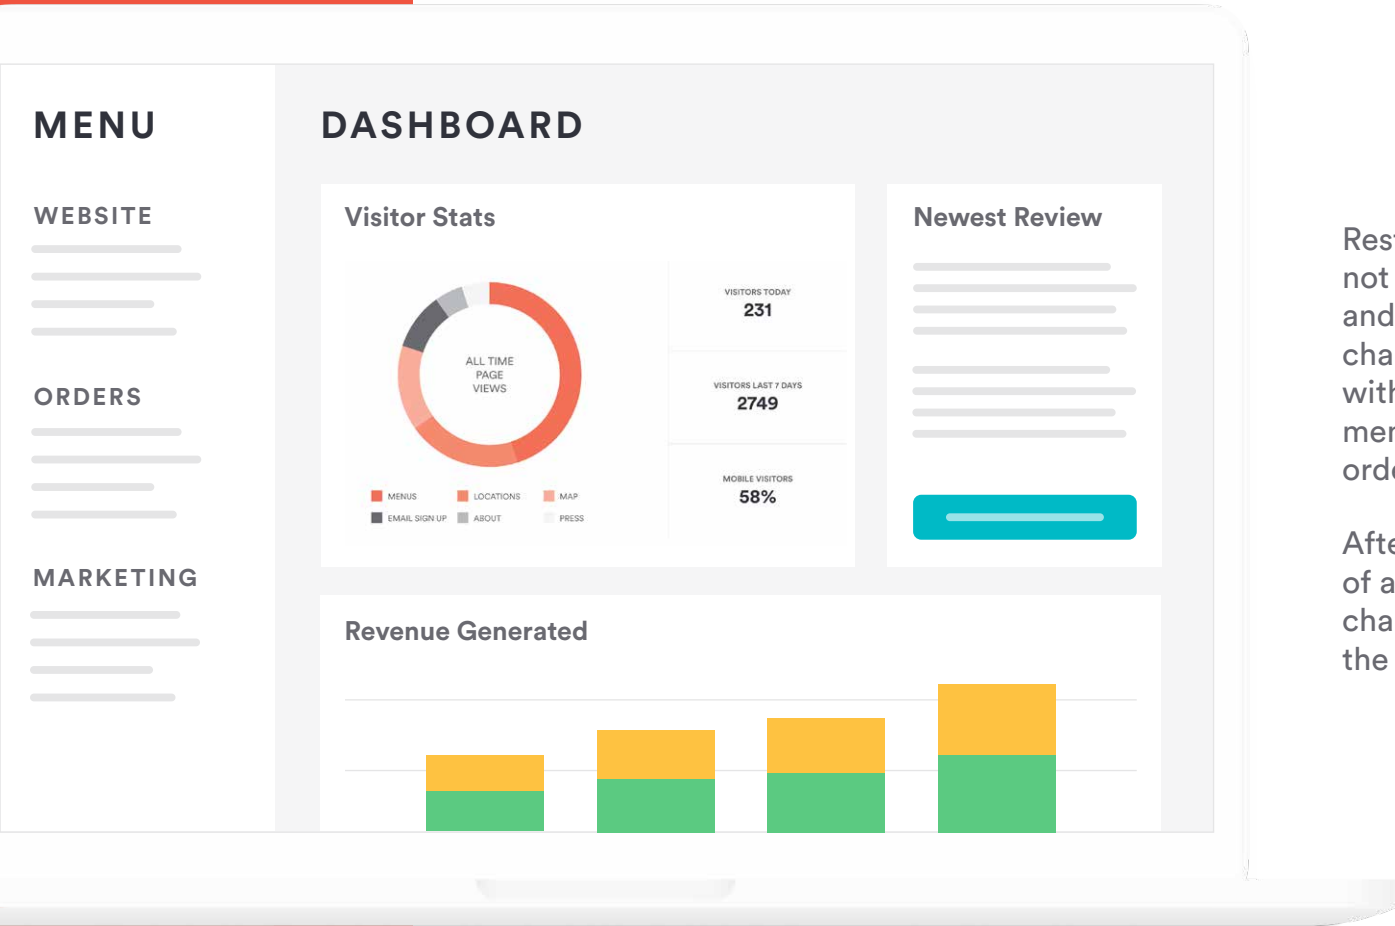 MENU
WEBSITE
ORDERS
MARKETING
DASHBOARD
Visitor Stats
ALL TIME
PAGE
VIEWS
MENUS
LOCATIONS
MAP
EMAIL SIGN UP
ABOUT
PRESS
VISITORS TODAY
231
VISITORS LAST 7 DAYS
2749
MOBILE VISITORS
58%
Newest Review
Revenue Generated
not
and
of a
the